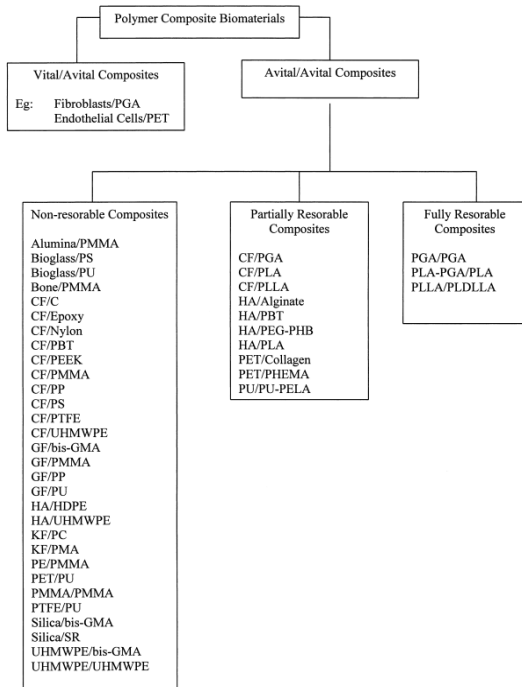 Polymer Composite Biomaterials
Vital/Avital Composites
Eg: Fibroblasts/PGA
Endothelial Cells/PET
Avital/Avital Composites
Non-resorable Composites
Alumina/PMMA
Bioglass/PS
Bioglass/PU
Bone/PMMA
CF/C
CF/Epoxy
CF/Nylon
CF/PBT
CF/PEEK
CF/PMMA
CF/PP
CF/PS
CF/PTFE
CF/UHMWPE
GF/bis-GMA
GF/PMMA
GF/PP
GF/PU
HA/HDPE
HA/UHMWPE
KF/PC
KF/PMA
PE/PMMA
PET/PU
PMMA/PMMA
PTFE/PU
Silica/bis-GMA
Silica/SR
UHMWPE/bis-GMA
UHMWPE/UHMWPE
Partially Resorable
Composites
CF/PGA
CF/PLA
CF/PLLA
HA/Alginate
HA/PBT
HA/PEG-PHB
HA/PLA
PET/Collagen
PET/PHEMA
PU/PU-PELA
Fully Resorable
Composites
PGA/PGA
PLA-PGA/PLA
PLLA/PLDLLA